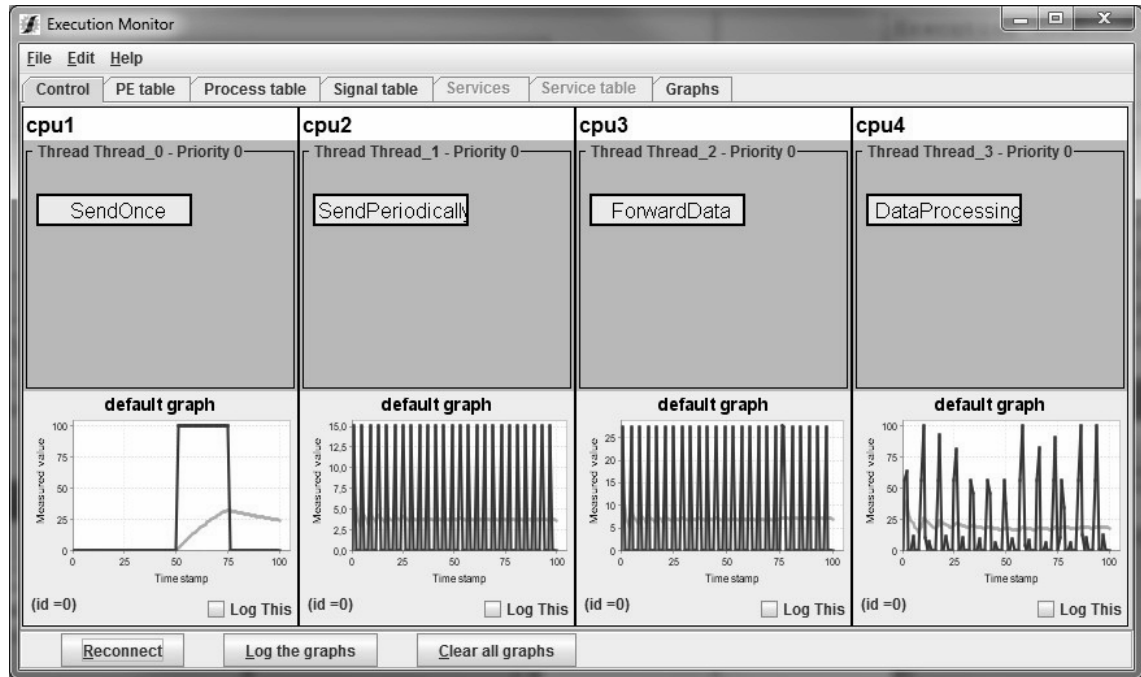 Execution Monitor
File Edit Help
Control PE table Process table Signal table Services Service table Graphs
cpu1 cpu2 cpu3 cpu4
Thread Thread_0 - Priority 0 Thread Thread_1 - Priority 0 Thread Thread_2 - Priority 0 Thread Thread_3 - Priority 0
SendOnce SendPeriodically ForwardData DataProcessing
default graph default graph default graph default graph
Measured value
100
75
50
25
0
0 25 50 75 100
Time stamp
(id =0) Log This
Measured value
15,0
12,5
10,0
7,5
5,0
2,5
0,0
0 25 50 75 100
Time stamp
(id =0) Log This
Measured value
25
20
15
10
5
0
0 25 50 75 100
Time stamp
(id =0) Log This
Measured value
100
75
50
25
0
0 25 50 75 100
Time stamp
(id =0) Log This
Reconnect Log the graphs Clear all graphs